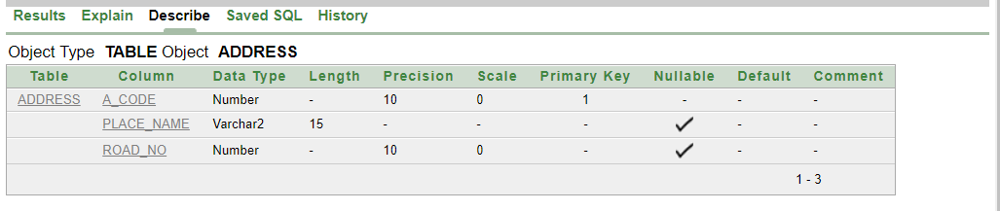 Results Explain Describe Saved SQL History
Object Type TABLE Object ADDRESS
Table Column Data Type Length Precision Scale Primary Key Nullable Default Comment
ADDRESS A_CODE Number - 10 0 1 - - -
PLACE_NAME Varchar2 15 - - - ✓ - -
ROAD_NO Number - 10 0 - ✓ - -
1 - 3